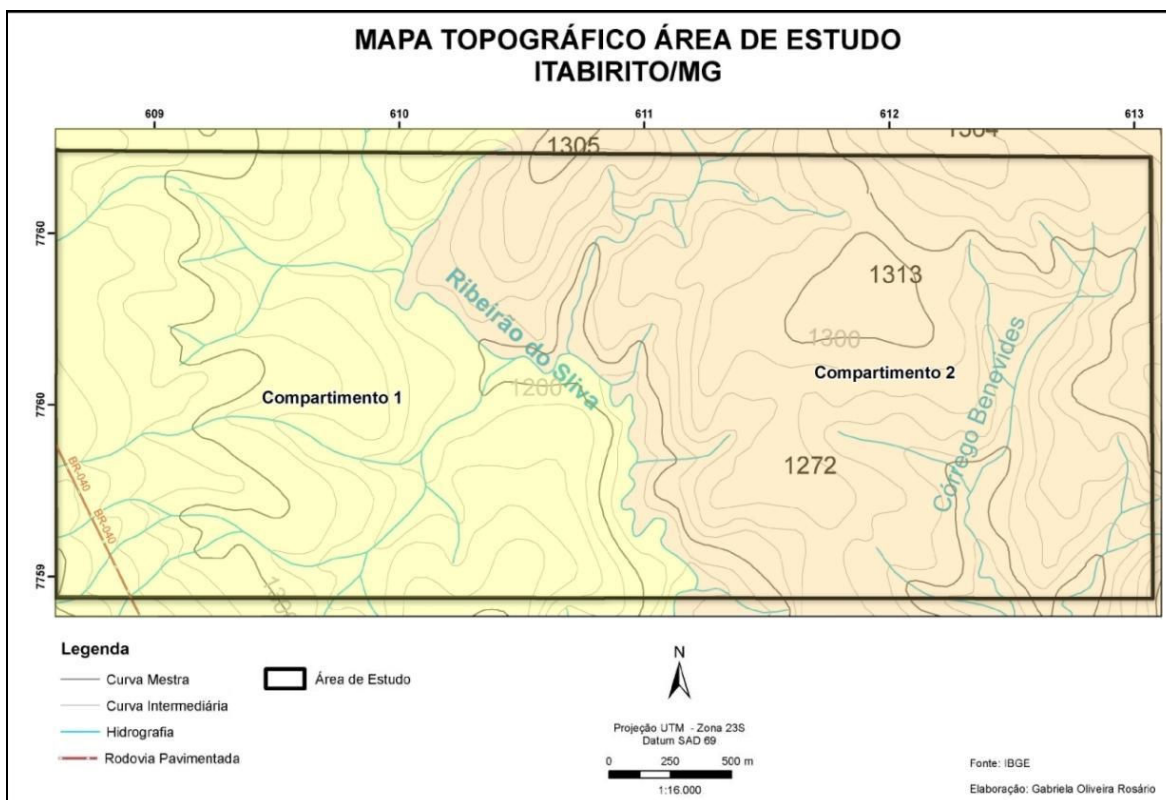 MAPA TOPOGRÁFICO ÁREA DE ESTUDO
ITABIRITO/MG
609 610 611 612 613
1305
1304
7760
1313
Ribeirão do Sliva
1300
Compartimento 2
Compartimento 1
1200
7760
Córrego Benevides
1272
BR-040
BR-040
7759
1300
Legenda
Curva Mestra
Área de Estudo
Curva Intermediária
Hidrografia
Rodovia Pavimentada
N
Projeção UTM - Zona 23S
Datum SAD 69
0 250 500 m
1:16.000
Fonte: IBGE
Elaboração: Gabriela Oliveira Rosário